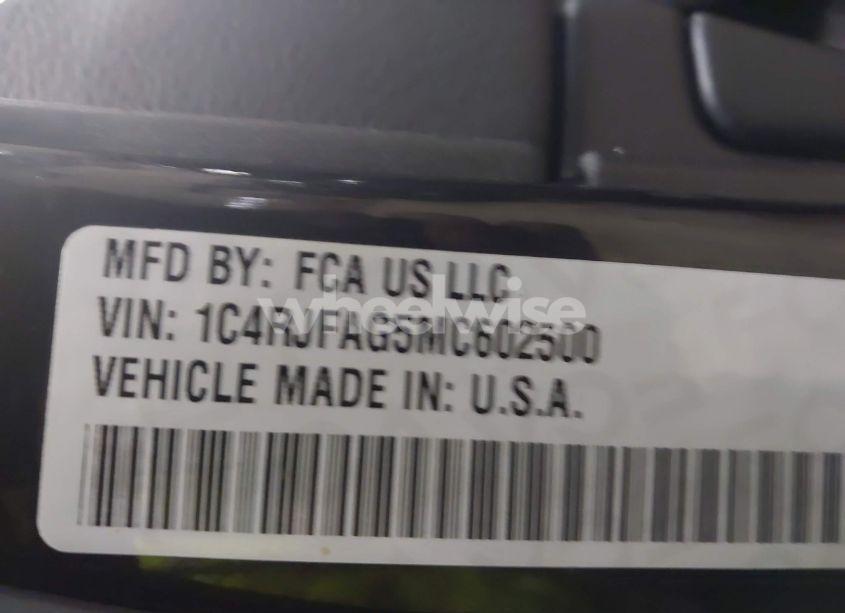 MFD BY: FCA US LLC
wheelwise
VIN: 1C4RJFAG5MC602500
VEHICLE MADE IN: U.S.A.